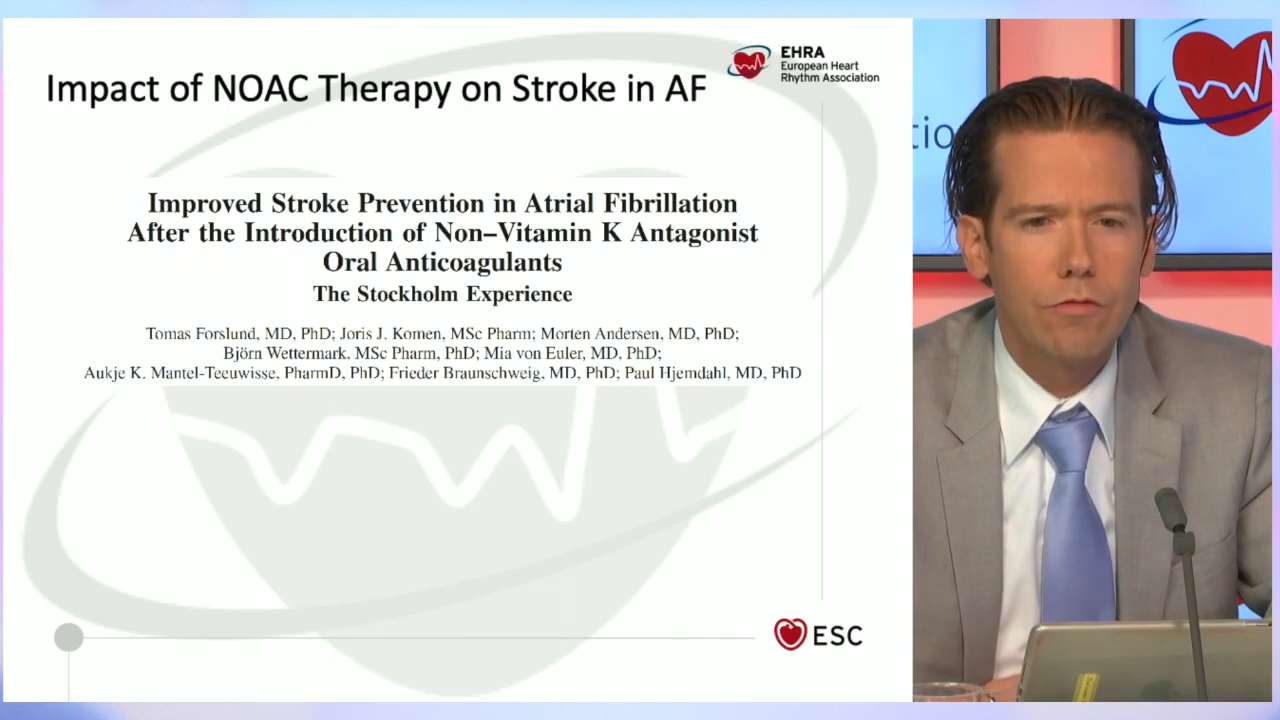 Impact of NOAC Therapy on Stroke in AF
EHRA
European Heart
Rhythm Association
Improved Stroke Prevention in Atrial Fibrillation
After the Introduction of Non–Vitamin K Antagonist
Oral Anticoagulants
The Stockholm Experience
Tomas Forslund, MD, PhD; Joris J. Komen, MSc Pharm; Morten Andersen, MD, PhD;
Björn Wettermark, MSc Pharm, PhD; Mia von Euler, MD, PhD;
Aukje K. Mantel-Teeuwisse, PharmD, PhD; Frieder Braunschweig, MD, PhD; Paul Hjemdahl, MD, PhD
ESC
tio